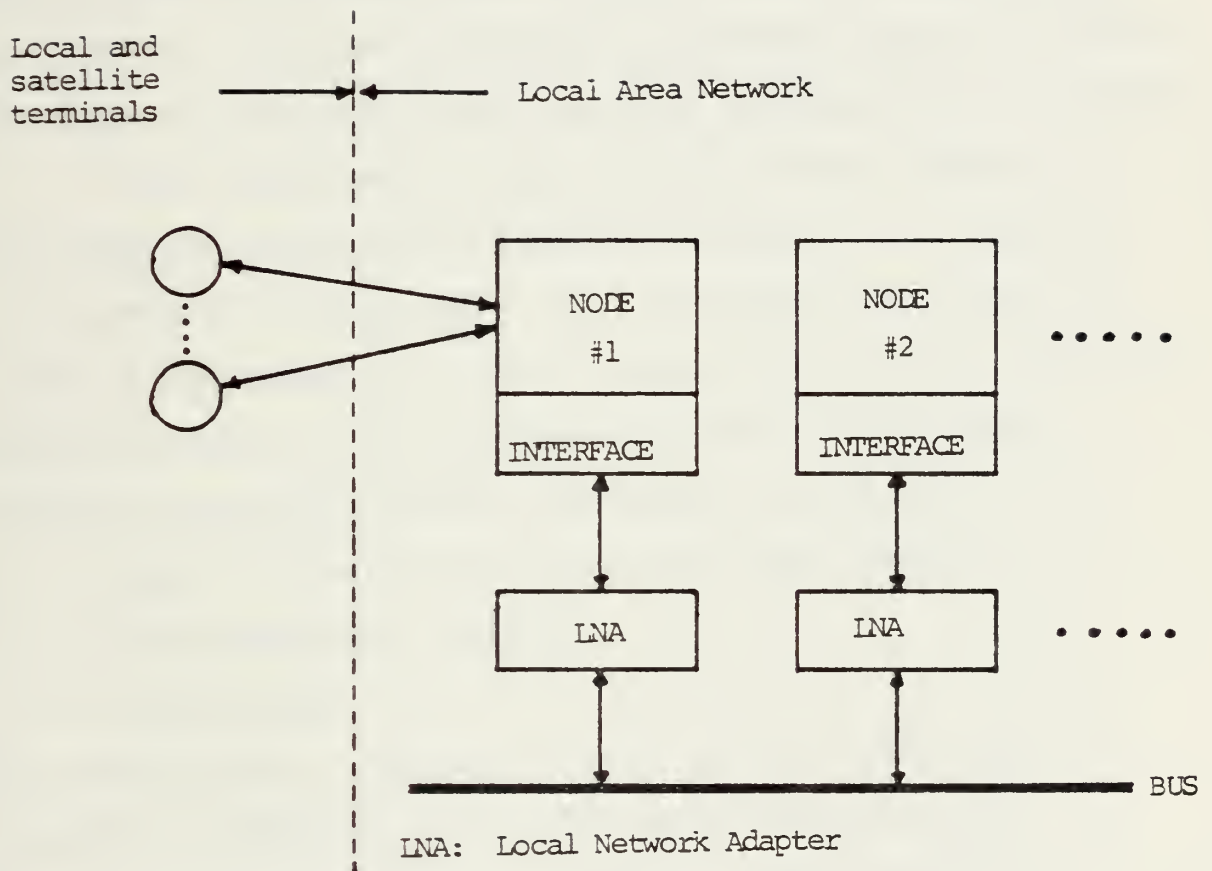 Local and
satellite
terminals
Local Area Network
NODE
#1
INTERFACE
LNA
NODE
#2
INTERFACE
LNA
BUS
LNA: Local Network Adapter